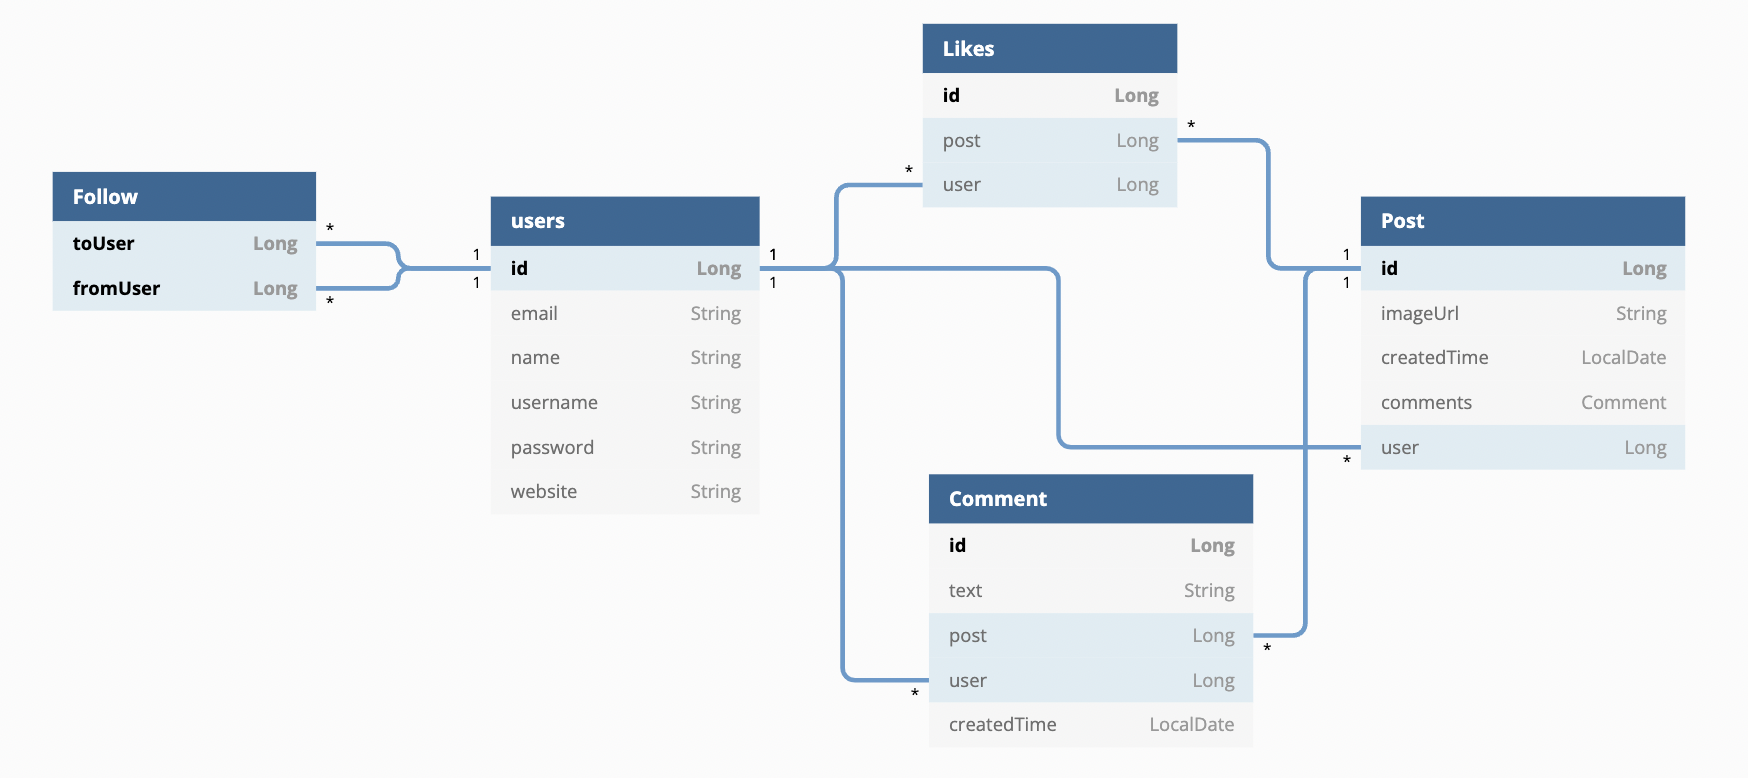 Likes
id Long
post Long
user Long
*
*
Follow
toUser Long
fromUser Long
*
*
1
1
users
id Long
email String
name String
username String
password String
website String
1
1
Post
id Long
imageUrl String
createdTime LocalDate
comments Comment
user Long
1
1
*
Comment
id Long
text String
post Long
user Long
createdTime LocalDate
*
*